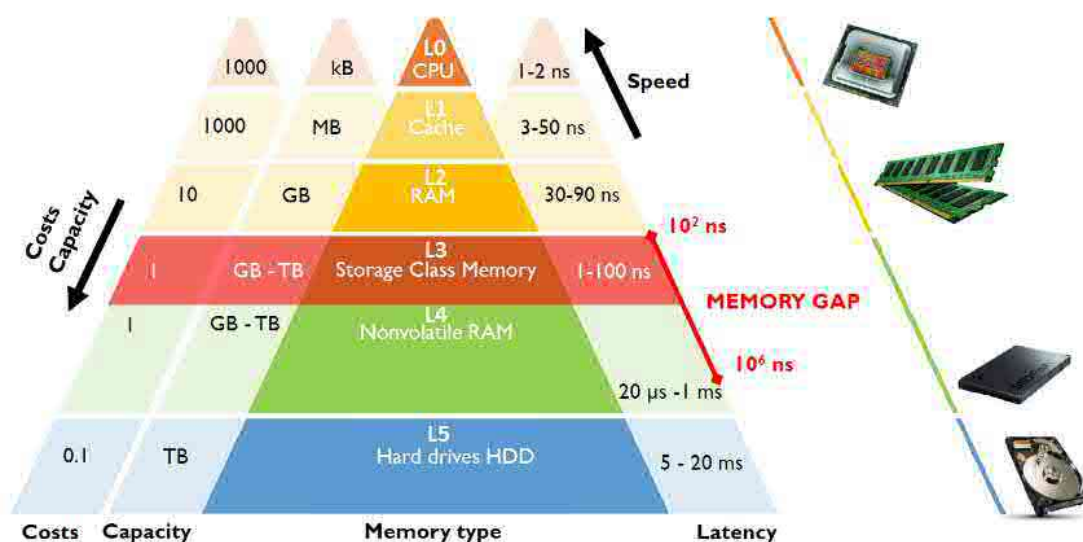 1000 kB L0 1-2 ns
CPU
Speed
1000 MB L1 3-50 ns
Cache
10 GB L2 30-90 ns
RAM
Costs
Capacity
10² ns
1 GB - TB L3 1-100 ns
Storage Class Memory
MEMORY GAP
1 GB - TB L4
Nonvolatile RAM
10⁶ ns
20 µs -1 ms
0.1 TB L5 5 - 20 ms
Hard drives HDD
Costs Capacity Memory type Latency